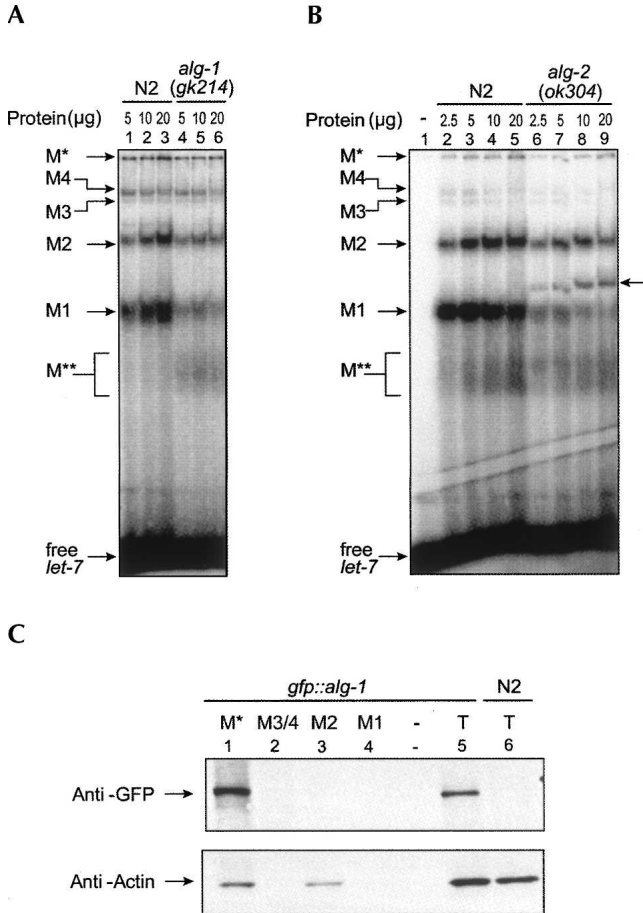 A
N2 alg-1 (gk214)
Protein (μg) 5 10 20 5 10 20
1 2 3 4 5 6
M*
M4
M3
M2
M1
M**
free let-7
B
N2 alg-2 (ok304)
Protein (μg) - 2.5 5 10 20 2.5 5 10 20
1 2 3 4 5 6 7 8 9
M*
M4
M3
M2
M1
M**
free let-7
C
gfp::alg-1 N2
M* M3/4 M2 M1 - T T
1 2 3 4 - 5 6
Anti-GFP
Anti-Actin